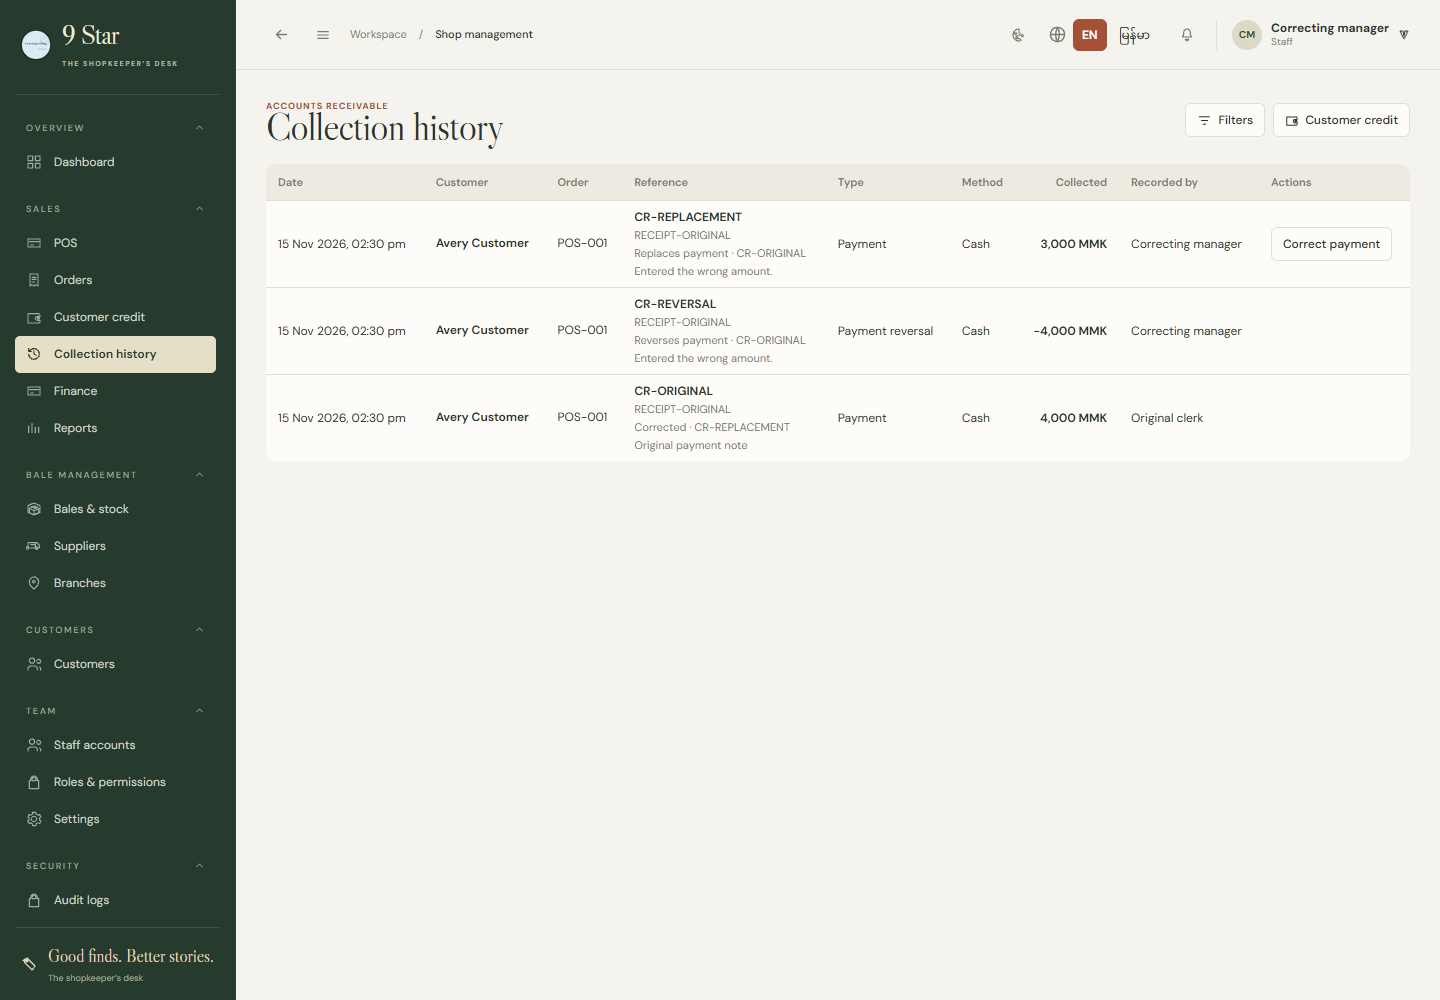 9 Star
THE SHOPKEEPER'S DESK
OVERVIEW
Dashboard
SALES
POS
Orders
Customer credit
Collection history
Finance
Reports
BALE MANAGEMENT
Bales & stock
Suppliers
Branches
CUSTOMERS
Customers
TEAM
Staff accounts
Roles & permissions
Settings
SECURITY
Audit logs
Good finds. Better stories.
The shopkeeper's desk
Workspace / Shop management
EN မြန်မာ
CM Correcting manager
Staff
ACCOUNTS RECEIVABLE
Collection history
Filters
Customer credit
Date Customer Order Reference Type Method Collected Recorded by Actions
CR-REPLACEMENT
RECEIPT-ORIGINAL
15 Nov 2026, 02:30 pm Avery Customer POS-001 Replaces payment · CR-ORIGINAL Payment Cash 3,000 MMK Correcting manager Correct payment
Entered the wrong amount.
CR-REVERSAL
RECEIPT-ORIGINAL
15 Nov 2026, 02:30 pm Avery Customer POS-001 Reverses payment · CR-ORIGINAL Payment reversal Cash -4,000 MMK Correcting manager
Entered the wrong amount.
CR-ORIGINAL
RECEIPT-ORIGINAL
15 Nov 2026, 02:30 pm Avery Customer POS-001 Corrected · CR-REPLACEMENT Payment Cash 4,000 MMK Original clerk
Original payment note